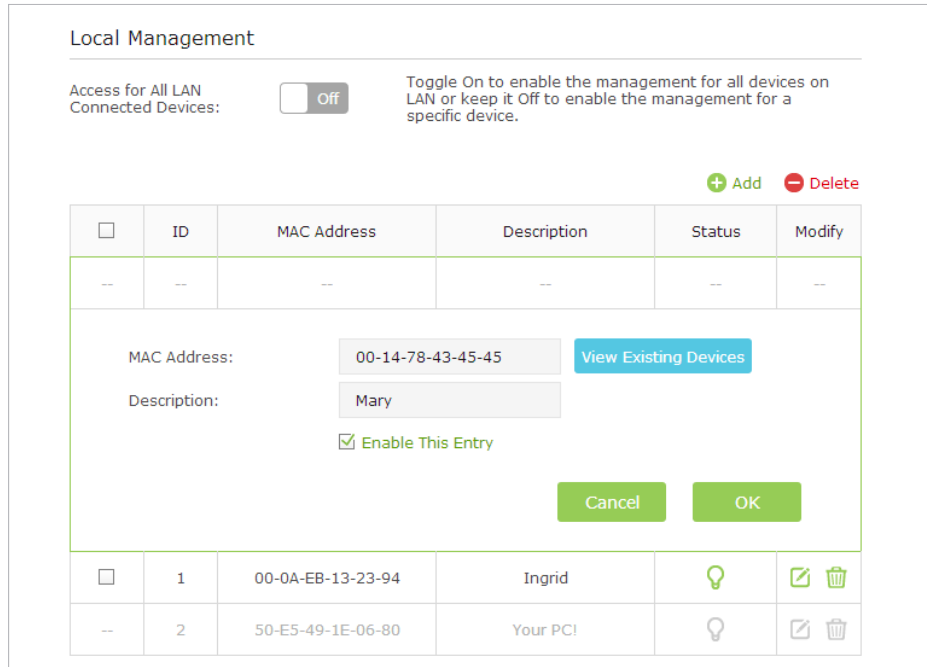 Local Management
Access for All LAN
Connected Devices:
Off
Toggle On to enable the management for all devices on
LAN or keep it Off to enable the management for a
specific device.
Add Delete
ID MAC Address Description Status Modify
-- -- -- -- -- --
MAC Address: 00-14-78-43-45-45 View Existing Devices
Description: Mary
Enable This Entry
Cancel OK
1 00-0A-EB-13-23-94 Ingrid
-- 2 50-E5-49-1E-06-80 Your PC!